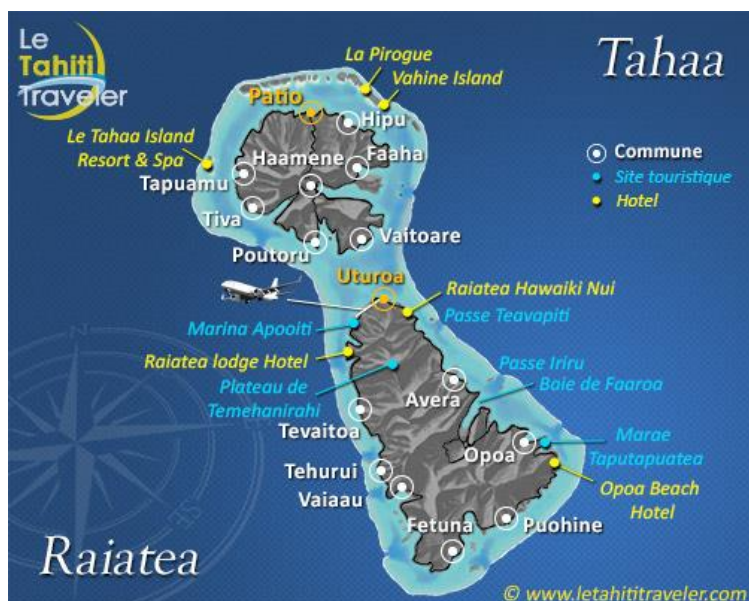 Le
Tahiti
Traveler
Tahaa
La Pirogue
Vahine Island
Patio
Hipu
Le Tahaa Island
Resort & Spa
Haamene
Faaha
Tapuamu
Commune
Site touristique
Hotel
Tiva
Poutoru
Vaitoare
Uturoa
Raiatea Hawaiki Nui
Marina Apooiti
Passe Teavapiti
Raiatea lodge Hotel
Passe Iriru
Plateau de
Temehanirahi
Baie de Faaroa
Avera
Tevaitoa
Opoa
Marae
Taputapuatea
Tehurui
Vaiaau
Opoa Beach
Hotel
Fetuna
Puohine
Raiatea
© www.letahititraveler.com